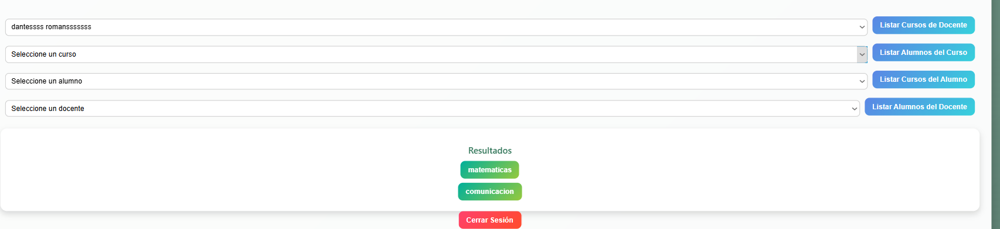 dantessss romansssssss
Listar Cursos de Docente
Seleccione un curso
Listar Alumnos del Curso
Seleccione un alumno
Listar Cursos del Alumno
Seleccione un docente
Listar Alumnos del Docente
Resultados
matematicas
comunicacion
Cerrar Sesión